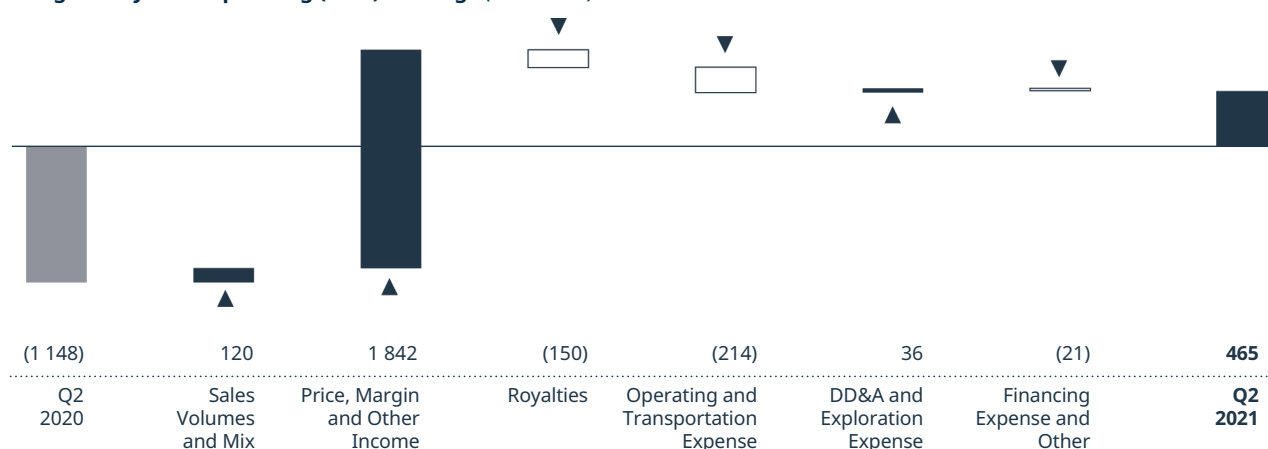 (1 148) 120 1 842 (150) (214) 36 (21) 465
Q2 Sales Price, Margin Royalties Operating and DD&A and Financing Q2
2020 Volumes and Other Transportation Exploration Expense and 2021
and Mix Income Expense Expense Other